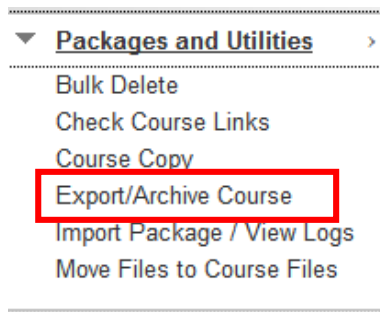 Packages and Utilities
Bulk Delete
Check Course Links
Course Copy
Export/Archive Course
Import Package / View Logs
Move Files to Course Files